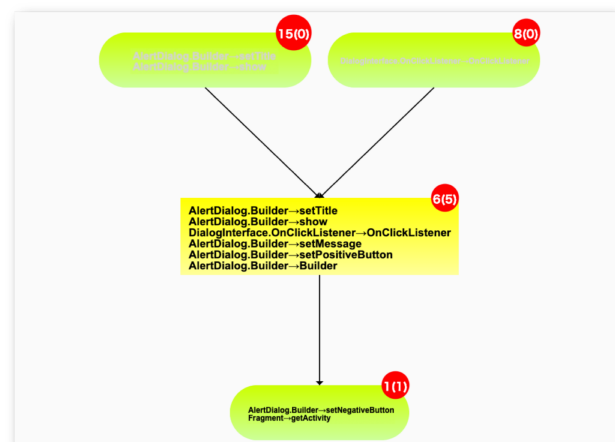 15(0)
AlertDialog.Builder→setTitle
AlertDialog.Builder→show
8(0)
DialogInterface.OnClickListener→OnClickListener
6(5)
AlertDialog.Builder→setTitle
AlertDialog.Builder→show
DialogInterface.OnClickListener→OnClickListener
AlertDialog.Builder→setMessage
AlertDialog.Builder→setPositiveButton
AlertDialog.Builder→Builder
1(1)
AlertDialog.Builder→setNegativeButton
Fragment→getActivity